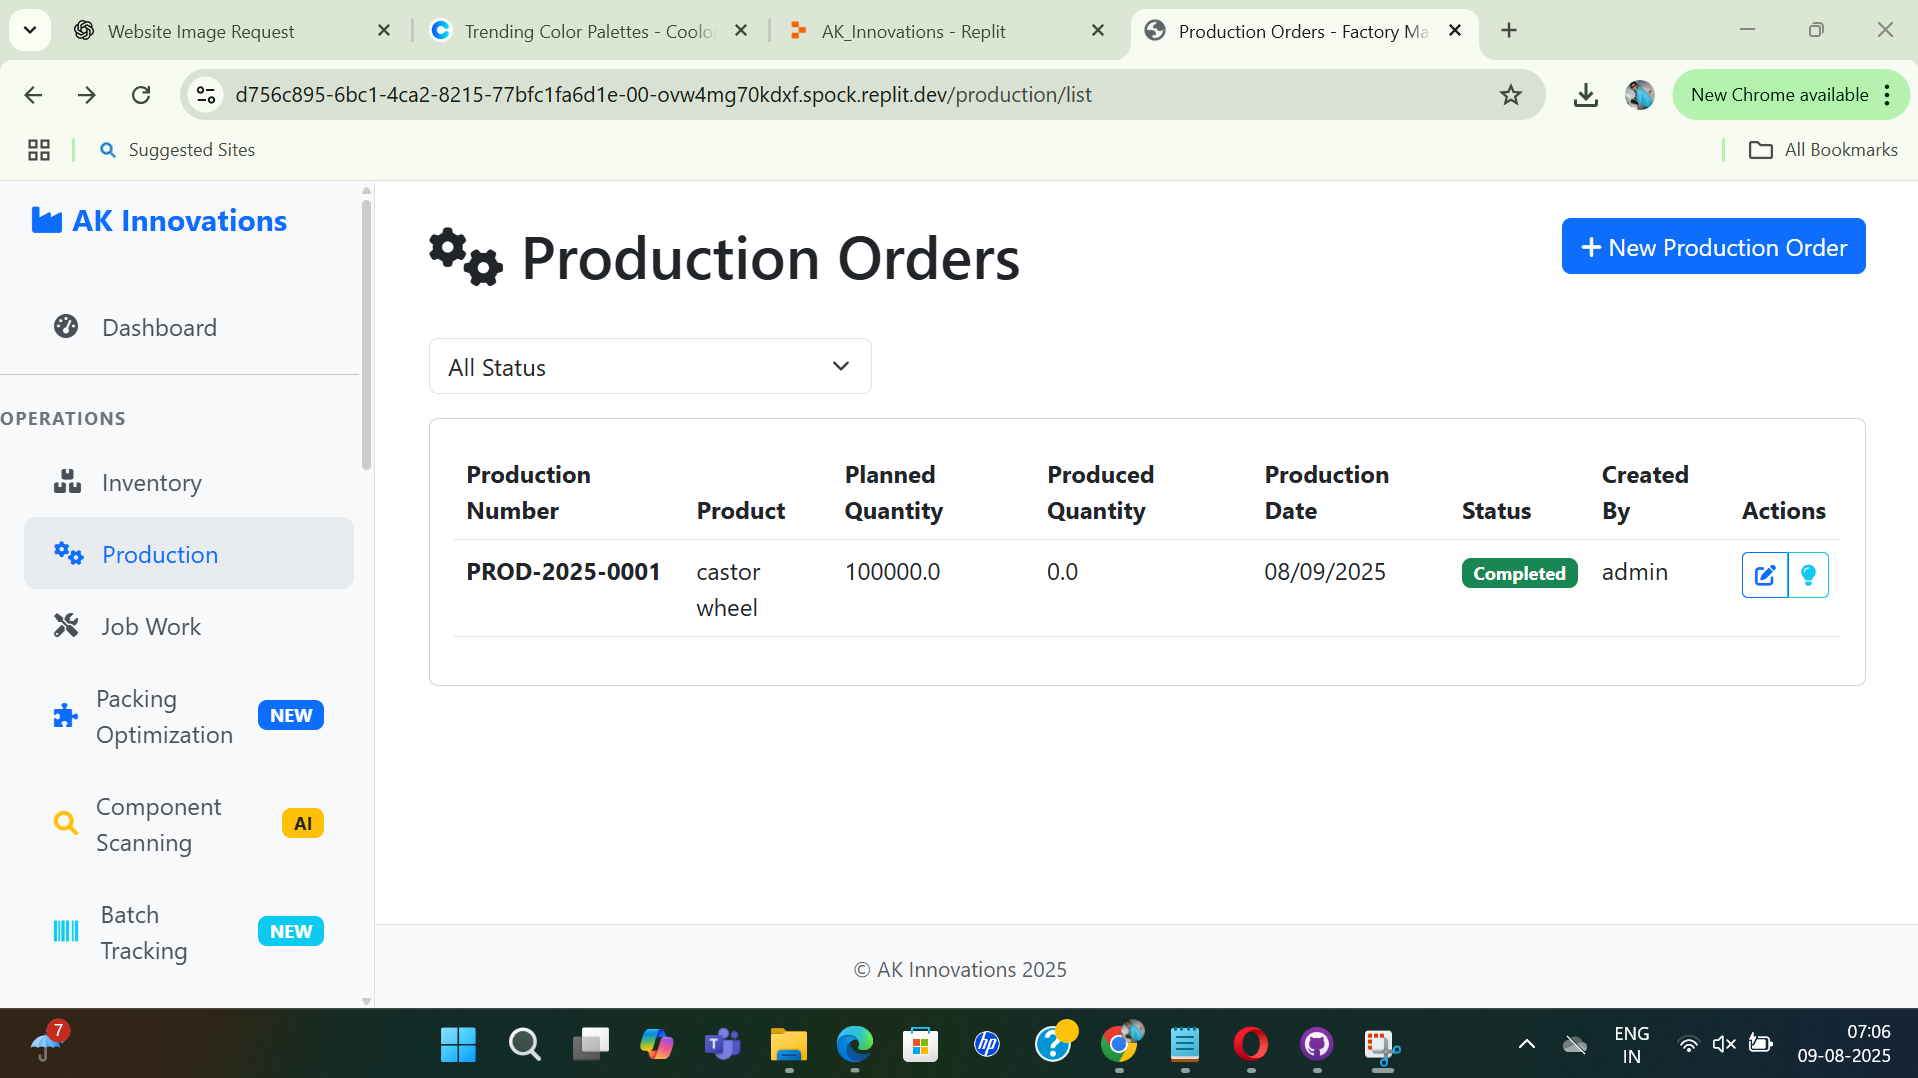 Website Image Request
Trending Color Palettes - Coolo
AK_Innovations - Replit
Production Orders - Factory Ma
d756c895-6bc1-4ca2-8215-77bfc1fa6d1e-00-ovw4mg70kdxf.spock.replit.dev/production/list
New Chrome available
Suggested Sites
All Bookmarks
AK Innovations
Dashboard
OPERATIONS
Inventory
Production
Job Work
Packing
Optimization
NEW
Component
Scanning
AI
Batch
Tracking
NEW
Production Orders
New Production Order
All Status
Production
Number
Product
Planned
Quantity
Produced
Quantity
Production
Date
Status
Created
By
Actions
PROD-2025-0001
castor
wheel
100000.0
0.0
08/09/2025
Completed
admin
© AK Innovations 2025
7
T
hp
?
ENG
IN
07:06
09-08-2025